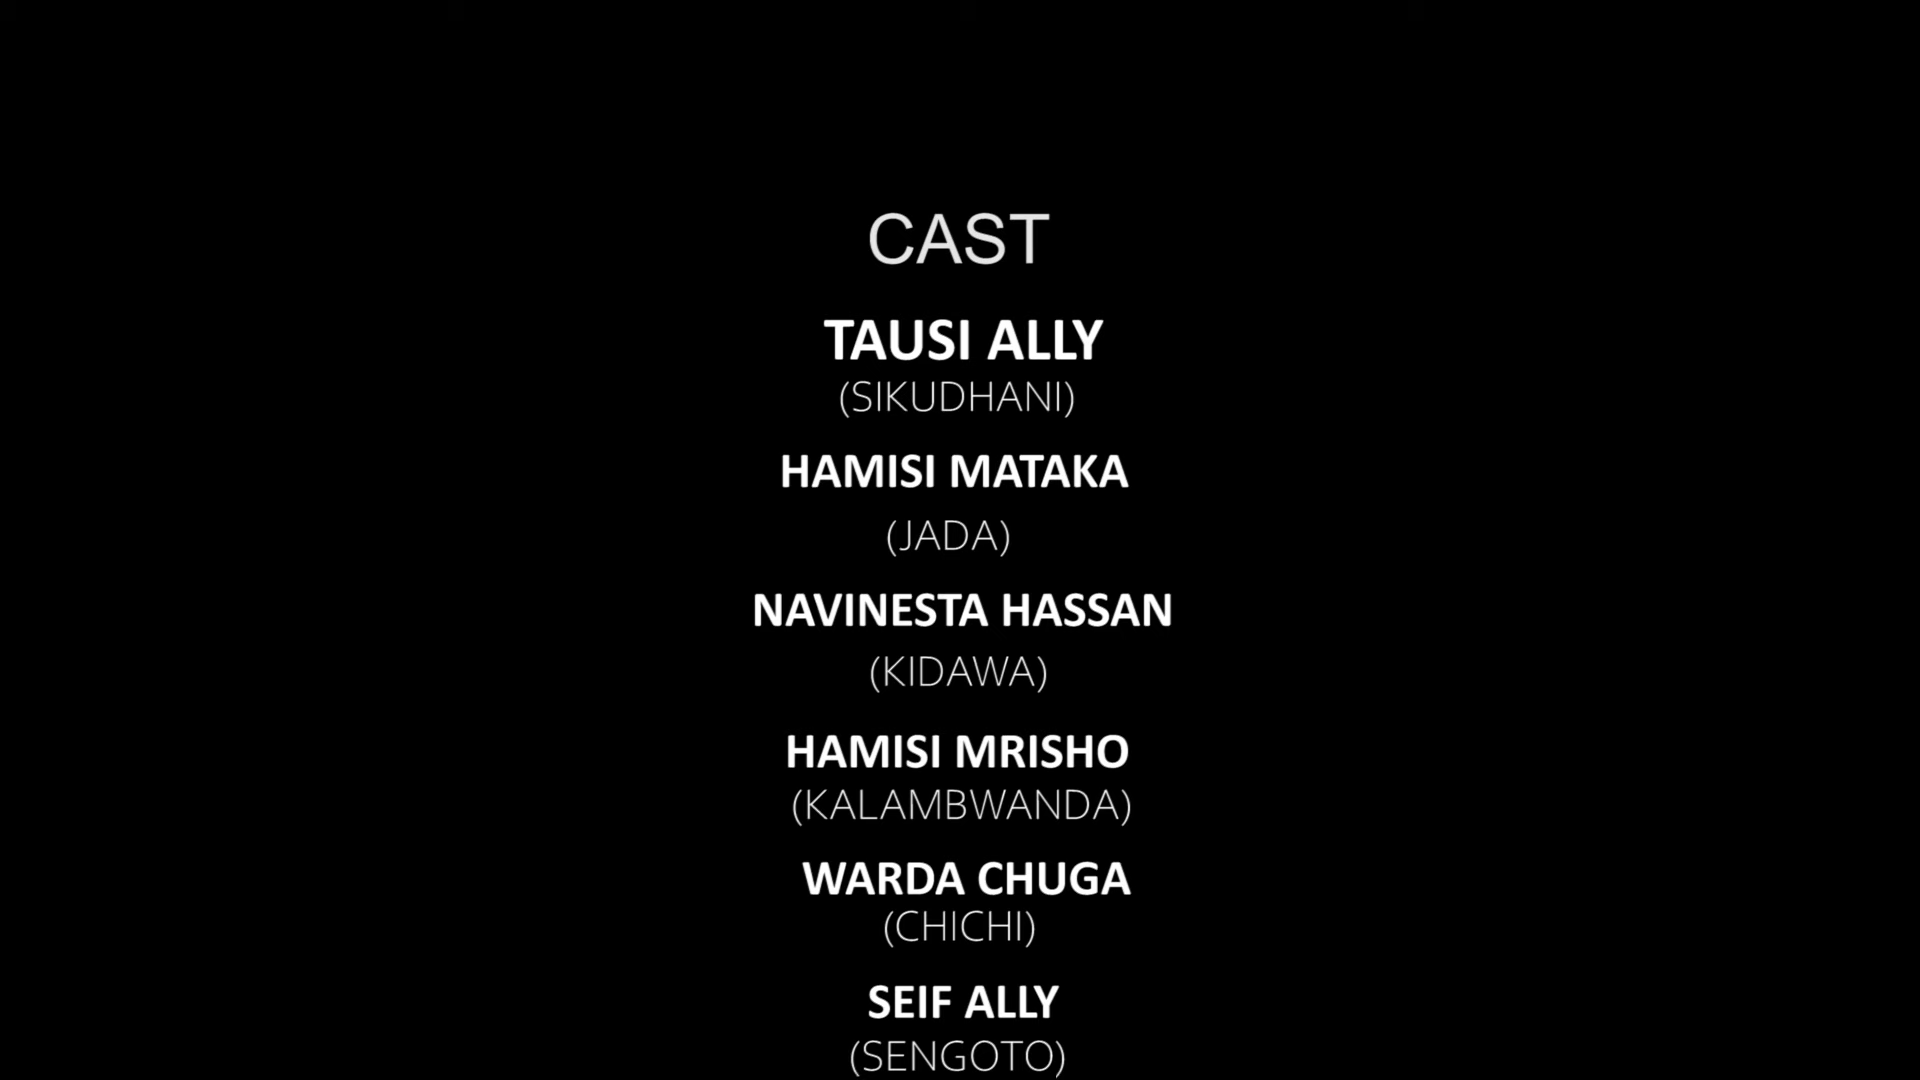 CAST
TAUSI ALLY
(SIKUDHANI)
HAMISI MATAKA
(JADA)
NAVINESTA HASSAN
(KIDAWA)
HAMISI MRISHO
(KALAMBWANDA)
WARDA CHUGA
(CHICHI)
SEIF ALLY
(SENGOTO)